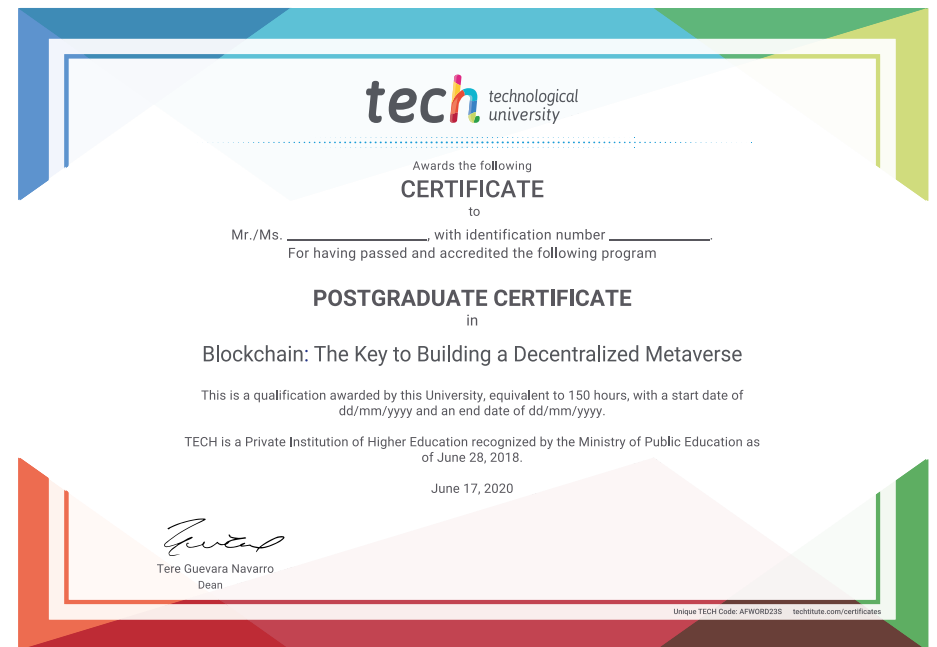 tech technological
university
Awards the following
CERTIFICATE
to
Mr./Ms. ____________________, with identification number ______________.
For having passed and accredited the following program
POSTGRADUATE CERTIFICATE
in
Blockchain: The Key to Building a Decentralized Metaverse
This is a qualification awarded by this University, equivalent to 150 hours, with a start date of
dd/mm/yyyy and an end date of dd/mm/yyyy.
TECH is a Private Institution of Higher Education recognized by the Ministry of Public Education as
of June 28, 2018.
June 17, 2020
Tere Guevara Navarro
Dean
Unique TECH Code: AFWORD23S techtitute.com/certificates